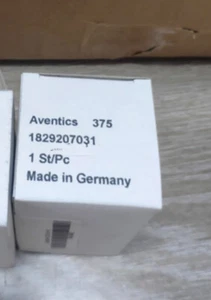 Aventics 375
1829207031
1 St/Pc
Made in Germany